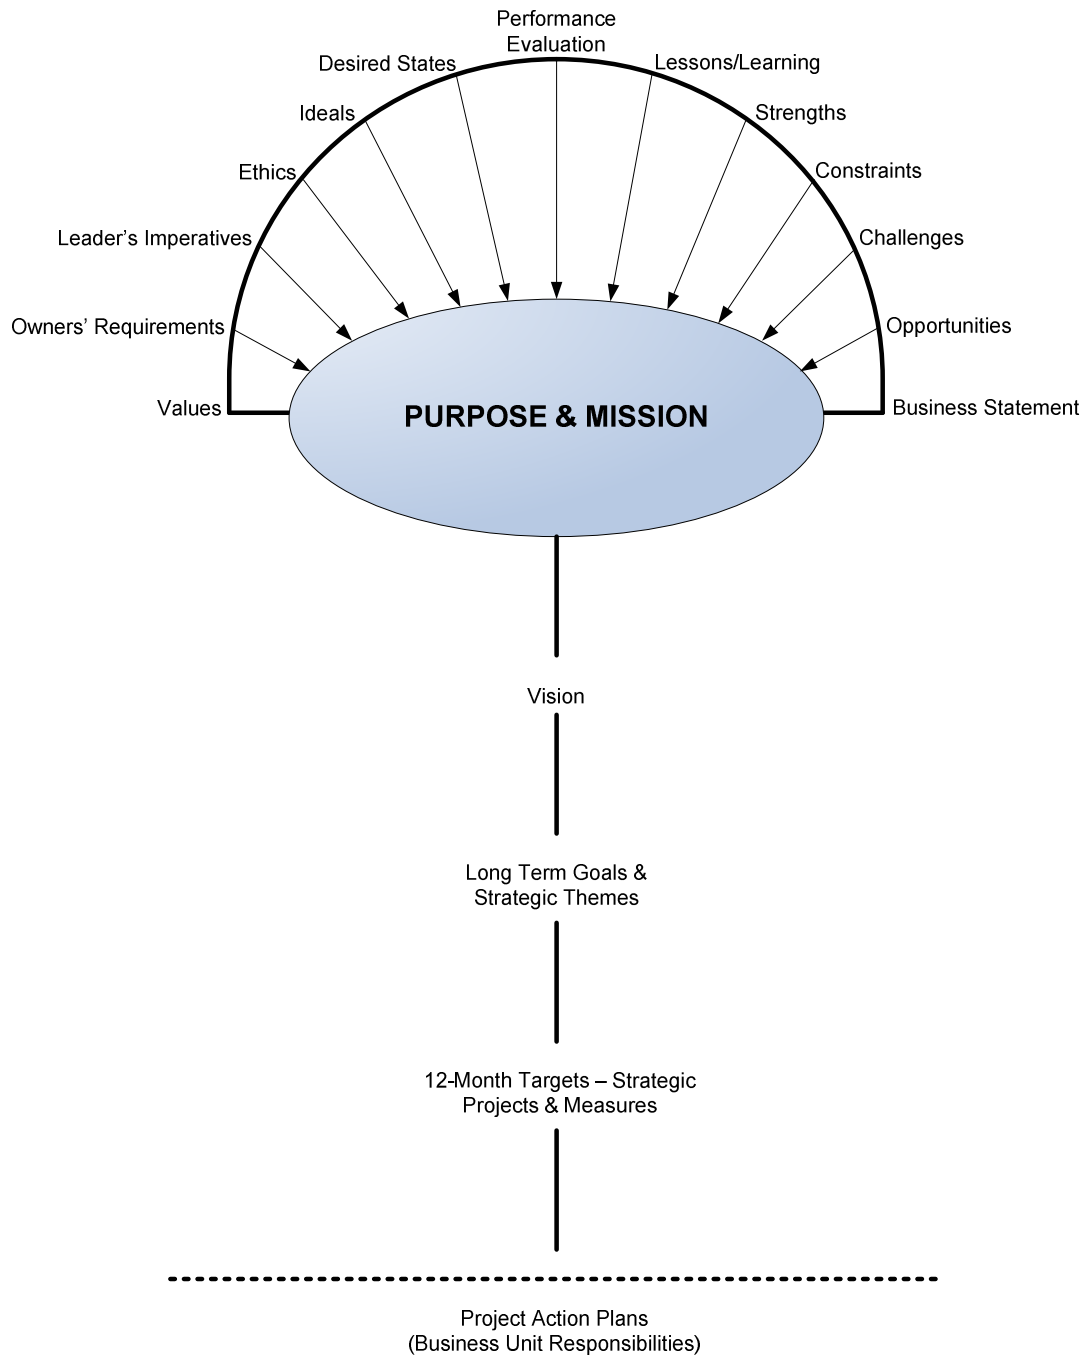 Performance
Evaluation
Desired States
Lessons/Learning
Ideals
Strengths
Ethics
Constraints
Leader’s Imperatives
Challenges
Owners’ Requirements
Opportunities
Values
PURPOSE & MISSION
Business Statement
Vision
Long Term Goals &
Strategic Themes
12-Month Targets – Strategic
Projects & Measures
Project Action Plans
(Business Unit Responsibilities)